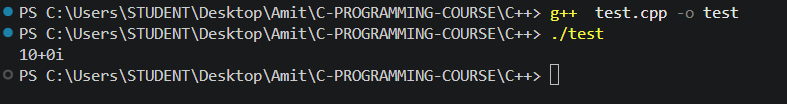 PS C:\Users\STUDENT\Desktop\Amit\C-PROGRAMMING-COURSE\C++> g++  test.cpp -o test
PS C:\Users\STUDENT\Desktop\Amit\C-PROGRAMMING-COURSE\C++> ./test
10+0i
PS C:\Users\STUDENT\Desktop\Amit\C-PROGRAMMING-COURSE\C++>